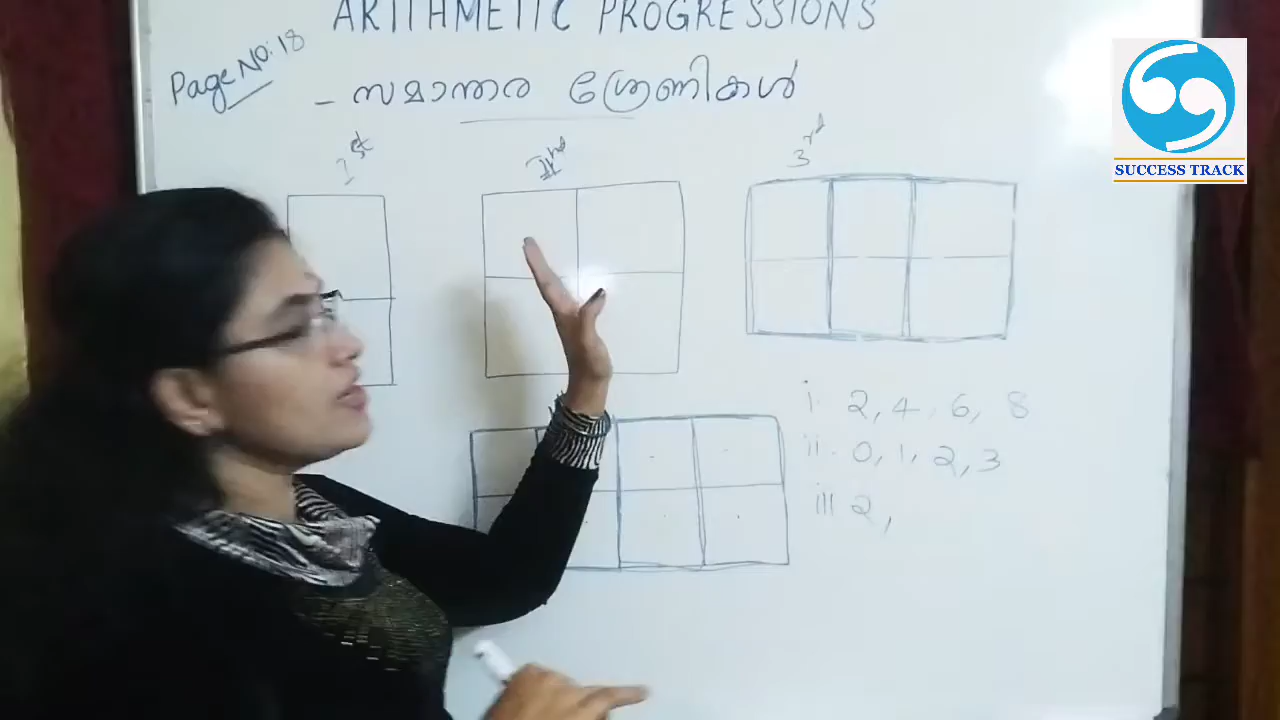 ARITHMETIC PROGRESSIONS
Page No: 18
- സമാന്തര ശ്രേണികൾ
1st
IInd
3rd
i. 2, 4, 6, 8
ii. 0, 1, 2, 3
iii 2,
SUCCESS TRACK